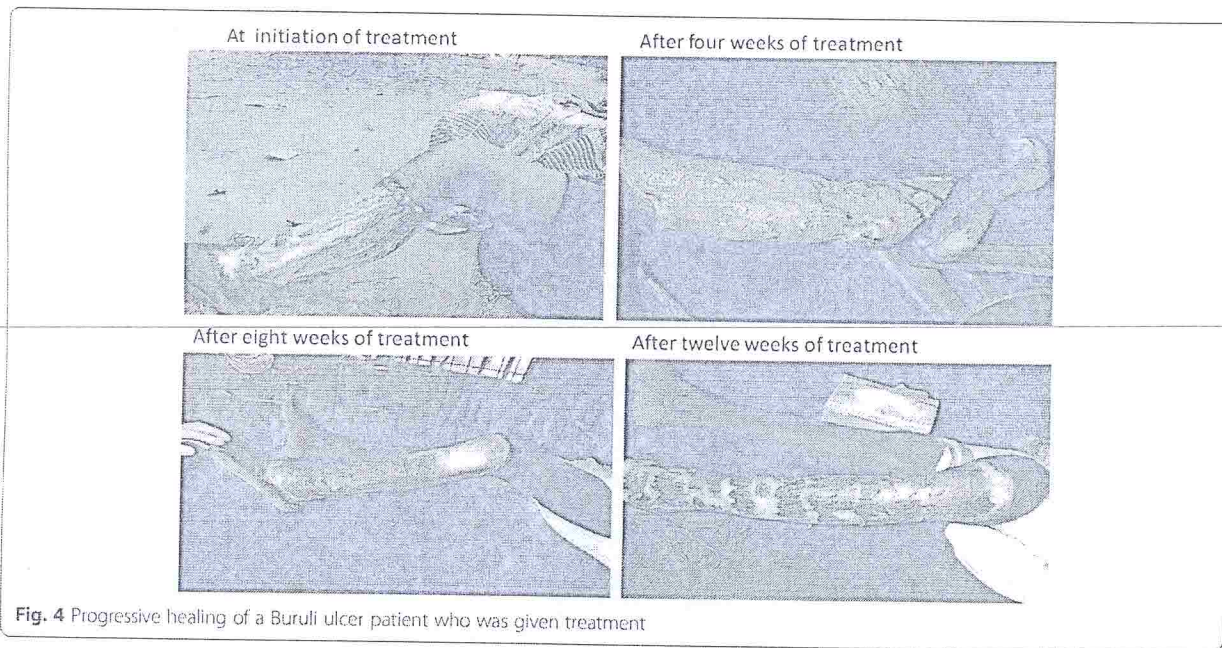 At initiation of treatment
After four weeks of treatment
After eight weeks of treatment
After twelve weeks of treatment
Fig. 4 Progressive healing of a Buruli ulcer patient who was given treatment